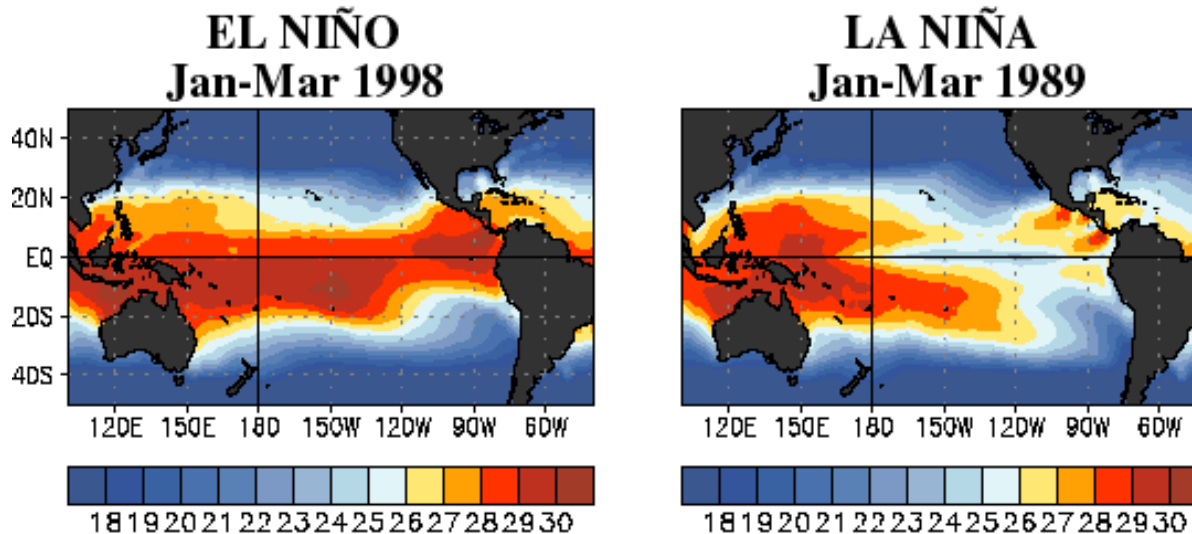 EL NIÑO
Jan-Mar 1998
40N
20N
EQ
20S
40S
120E 150E 180 150W 120W 90W 60W
18 19 20 21 22 23 24 25 26 27 28 29 30
LA NIÑA
Jan-Mar 1989
120E 150E 180 150W 120W 90W 60W
18 19 20 21 22 23 24 25 26 27 28 29 30